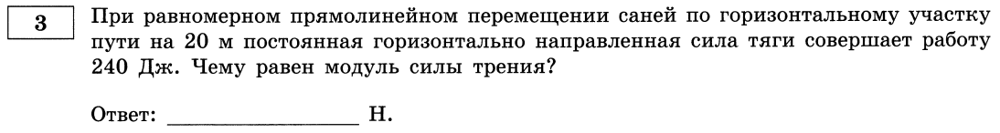 3
При равномерном прямолинейном перемещении саней по горизонтальному участку
пути на 20 м постоянная горизонтально направленная сила тяги совершает работу
240 Дж. Чему равен модуль силы трения?
Ответ: ____________________ Н.